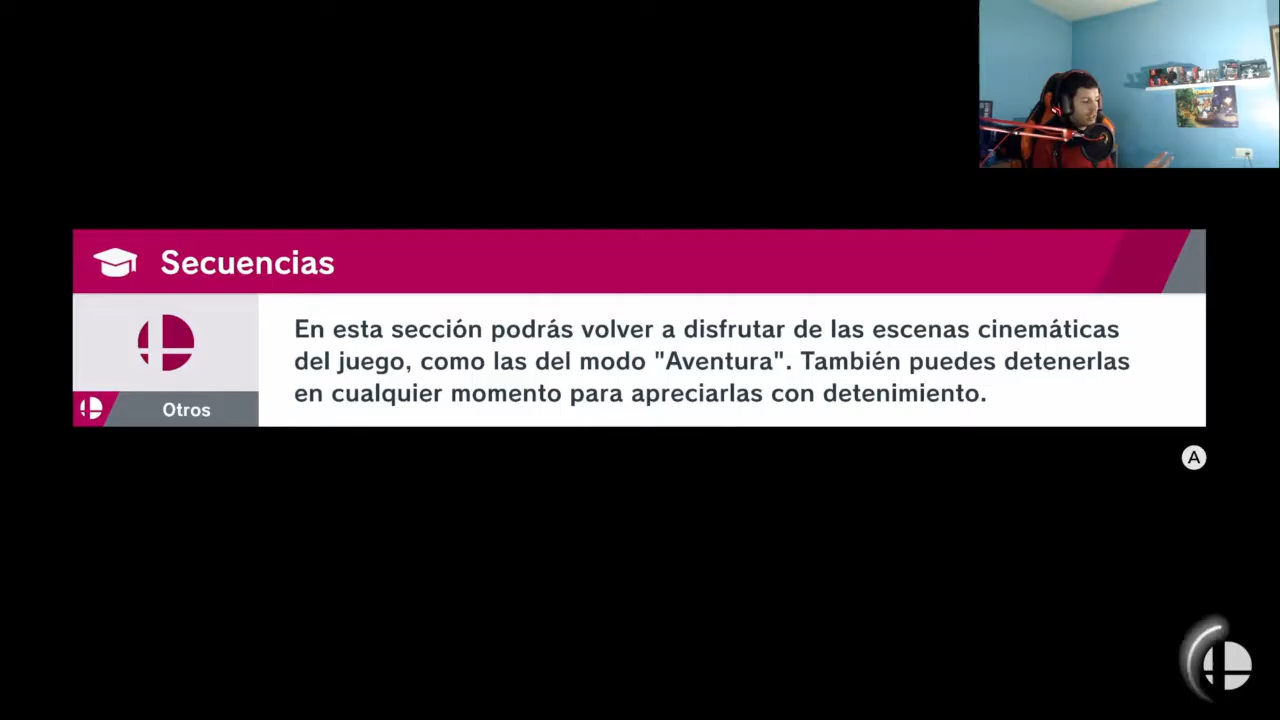 Secuencias
En esta sección podrás volver a disfrutar de las escenas cinemáticas
del juego, como las del modo "Aventura". También puedes detenerlas
en cualquier momento para apreciarlas con detenimiento.
Otros
A